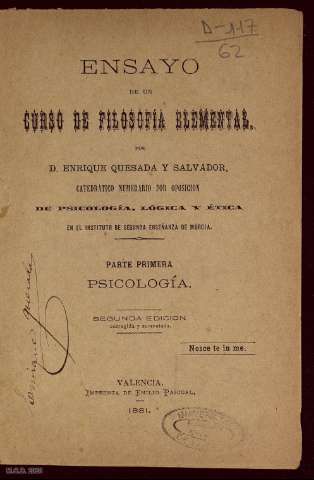 D-117
62
ENSAYO
DE UN
CURSO DE FILOSOFÍA ELEMENTAL,
POR
D. ENRIQUE QUESADA Y SALVADOR,
CATEDRÁTICO NUMERARIO POR OPOSICION
DE PSICOLOGÍA, LÓGICA Y ÉTICA
EN EL INSTITUTO DE SEGUNDA ENSEÑANZA DE MURCIA.
PARTE PRIMERA
PSICOLOGÍA.
SEGUNDA EDICION
corregida y aumentada.
Nosce te in me.
VALENCIA.
IMPRENTA DE EMILIO PASCUAL,
1881.